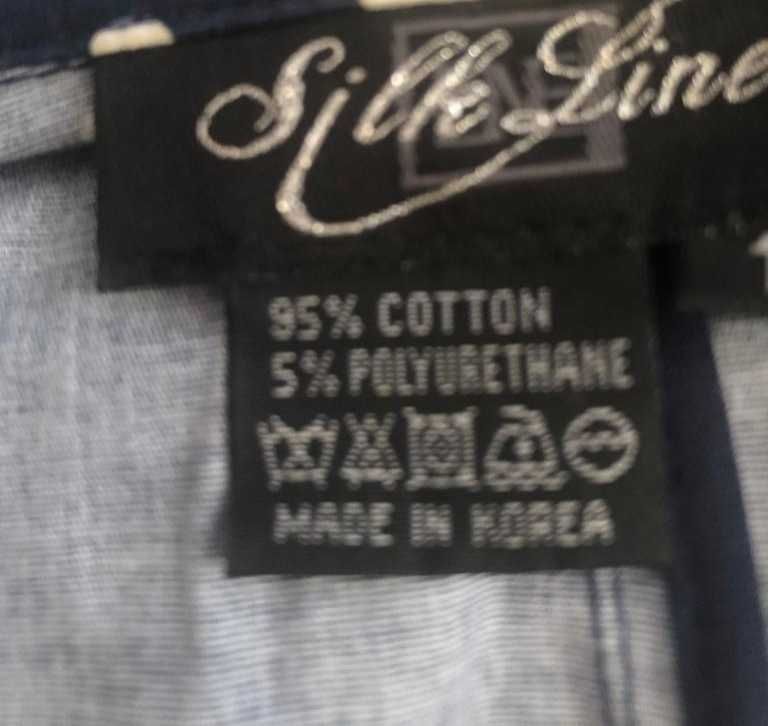 Silk Line
95% COTTON
5% POLYURETHANE
MADE IN KOREA